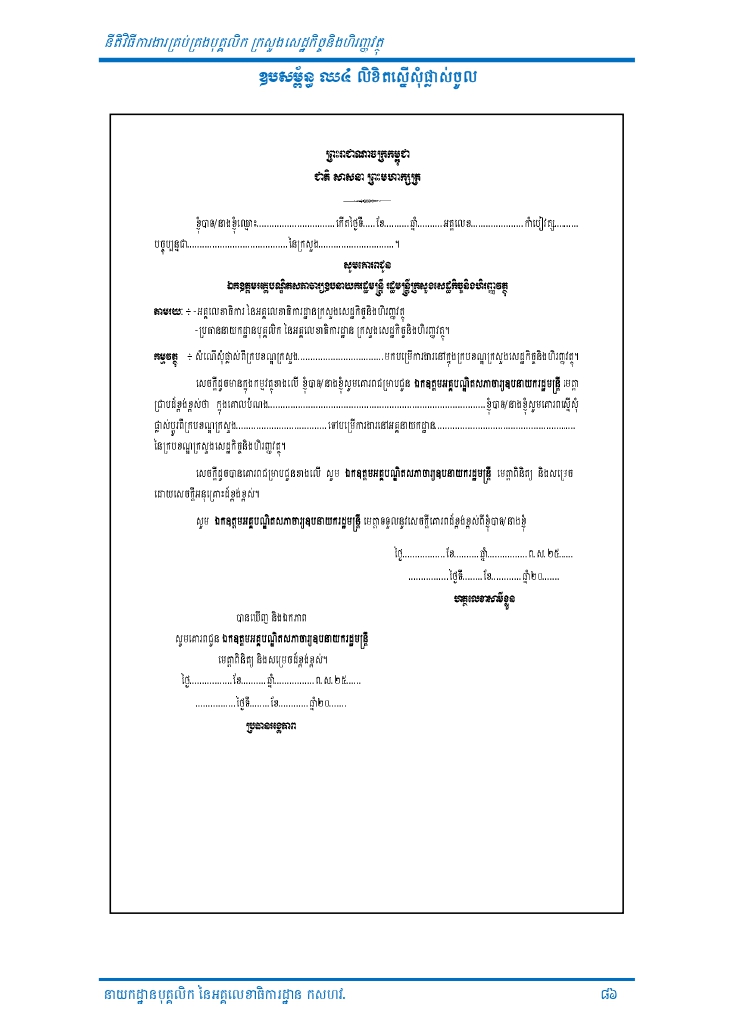 នីតិវិធីការងារគ្រប់គ្រងបុគ្គលិក ក្រសួងសេដ្ឋកិច្ចនិងហិរញ្ញវត្ថុ
ឧបសម្ព័ន្ធ ឈ៤ លិខិតស្នើសុំផ្លាស់ចូល
ព្រះរាជាណាចក្រកម្ពុជា
ជាតិ សាសនា ព្រះមហាក្សត្រ
ខ្ញុំបាទ/នាងខ្ញុំឈ្មោះ............................កើតថ្ងៃទី.....ខែ.........ឆ្នាំ.........អត្តលេខ...................កាំបៀវត្ស.........
បច្ចុប្បន្នជា....................................នៃក្រសួង...........................។
សូមគោរពជូន
ឯកឧត្តមអគ្គបណ្ឌិតសភាចារ្យឧបនាយករដ្ឋមន្ត្រី រដ្ឋមន្ត្រីក្រសួងសេដ្ឋកិច្ចនិងហិរញ្ញវត្ថុ
តាមរយៈ ÷ -អគ្គលេខាធិការ នៃអគ្គលេខាធិការដ្ឋានក្រសួងសេដ្ឋកិច្ចនិងហិរញ្ញវត្ថុ
-ប្រធាននាយកដ្ឋានបុគ្គលិក នៃអគ្គលេខាធិការដ្ឋាន ក្រសួងសេដ្ឋកិច្ចនិងហិរញ្ញវត្ថុ។
កម្មវត្ថុ ÷ សំណើសុំផ្លាស់ពីក្របខណ្ឌក្រសួង...............................មកបម្រើការងារនៅក្នុងក្របខណ្ឌក្រសួងសេដ្ឋកិច្ចនិងហិរញ្ញវត្ថុ។
សេចក្តីដូចមានក្នុងកម្មវត្ថុខាងលើ ខ្ញុំបាទ/នាងខ្ញុំសូមគោរពជម្រាបជូន ឯកឧត្តមអគ្គបណ្ឌិតសភាចារ្យឧបនាយករដ្ឋមន្ត្រី មេត្តា
ជ្រាបដ៏ខ្ពង់ខ្ពស់ថា ក្នុងគោលបំណង..............................................................................ខ្ញុំបាទ/នាងខ្ញុំសូមគោរពស្នើសុំ
ផ្លាស់ប្តូរពីក្របខណ្ឌក្រសួង.................................ទៅបម្រើការងារនៅអគ្គនាយកដ្ឋាន..................................................
នៃក្របខណ្ឌក្រសួងសេដ្ឋកិច្ចនិងហិរញ្ញវត្ថុ។
សេចក្តីដូចបានគោរពជម្រាបជូនខាងលើ សូម ឯកឧត្តមអគ្គបណ្ឌិតសភាចារ្យឧបនាយករដ្ឋមន្ត្រី មេត្តាពិនិត្យ និងសម្រេច
ដោយសេចក្តីអនុគ្រោះដ៏ខ្ពង់ខ្ពស់។
សូម ឯកឧត្តមអគ្គបណ្ឌិតសភាចារ្យឧបនាយករដ្ឋមន្ត្រី មេត្តាទទួលនូវសេចក្តីគោរពដ៏ខ្ពង់ខ្ពស់ពីខ្ញុំបាទ/នាងខ្ញុំ
ថ្ងៃ................ខែ.........ឆ្នាំ...............ព.ស.២៥......
...............ថ្ងៃទី.......ខែ...........ឆ្នាំ២០.......
ហត្ថលេខាសាមីខ្លួន
បានឃើញ និងឯកភាព
សូមគោរពជូន ឯកឧត្តមអគ្គបណ្ឌិតសភាចារ្យឧបនាយករដ្ឋមន្ត្រី
មេត្តាពិនិត្យ និងសម្រេចដ៏ខ្ពង់ខ្ពស់។
ថ្ងៃ................ខែ.........ឆ្នាំ...............ព.ស.២៥......
...............ថ្ងៃទី.......ខែ...........ឆ្នាំ២០.......
ប្រធានអង្គភាព
នាយកដ្ឋានបុគ្គលិក នៃអគ្គលេខាធិការដ្ឋាន កសហវ.
៨៦